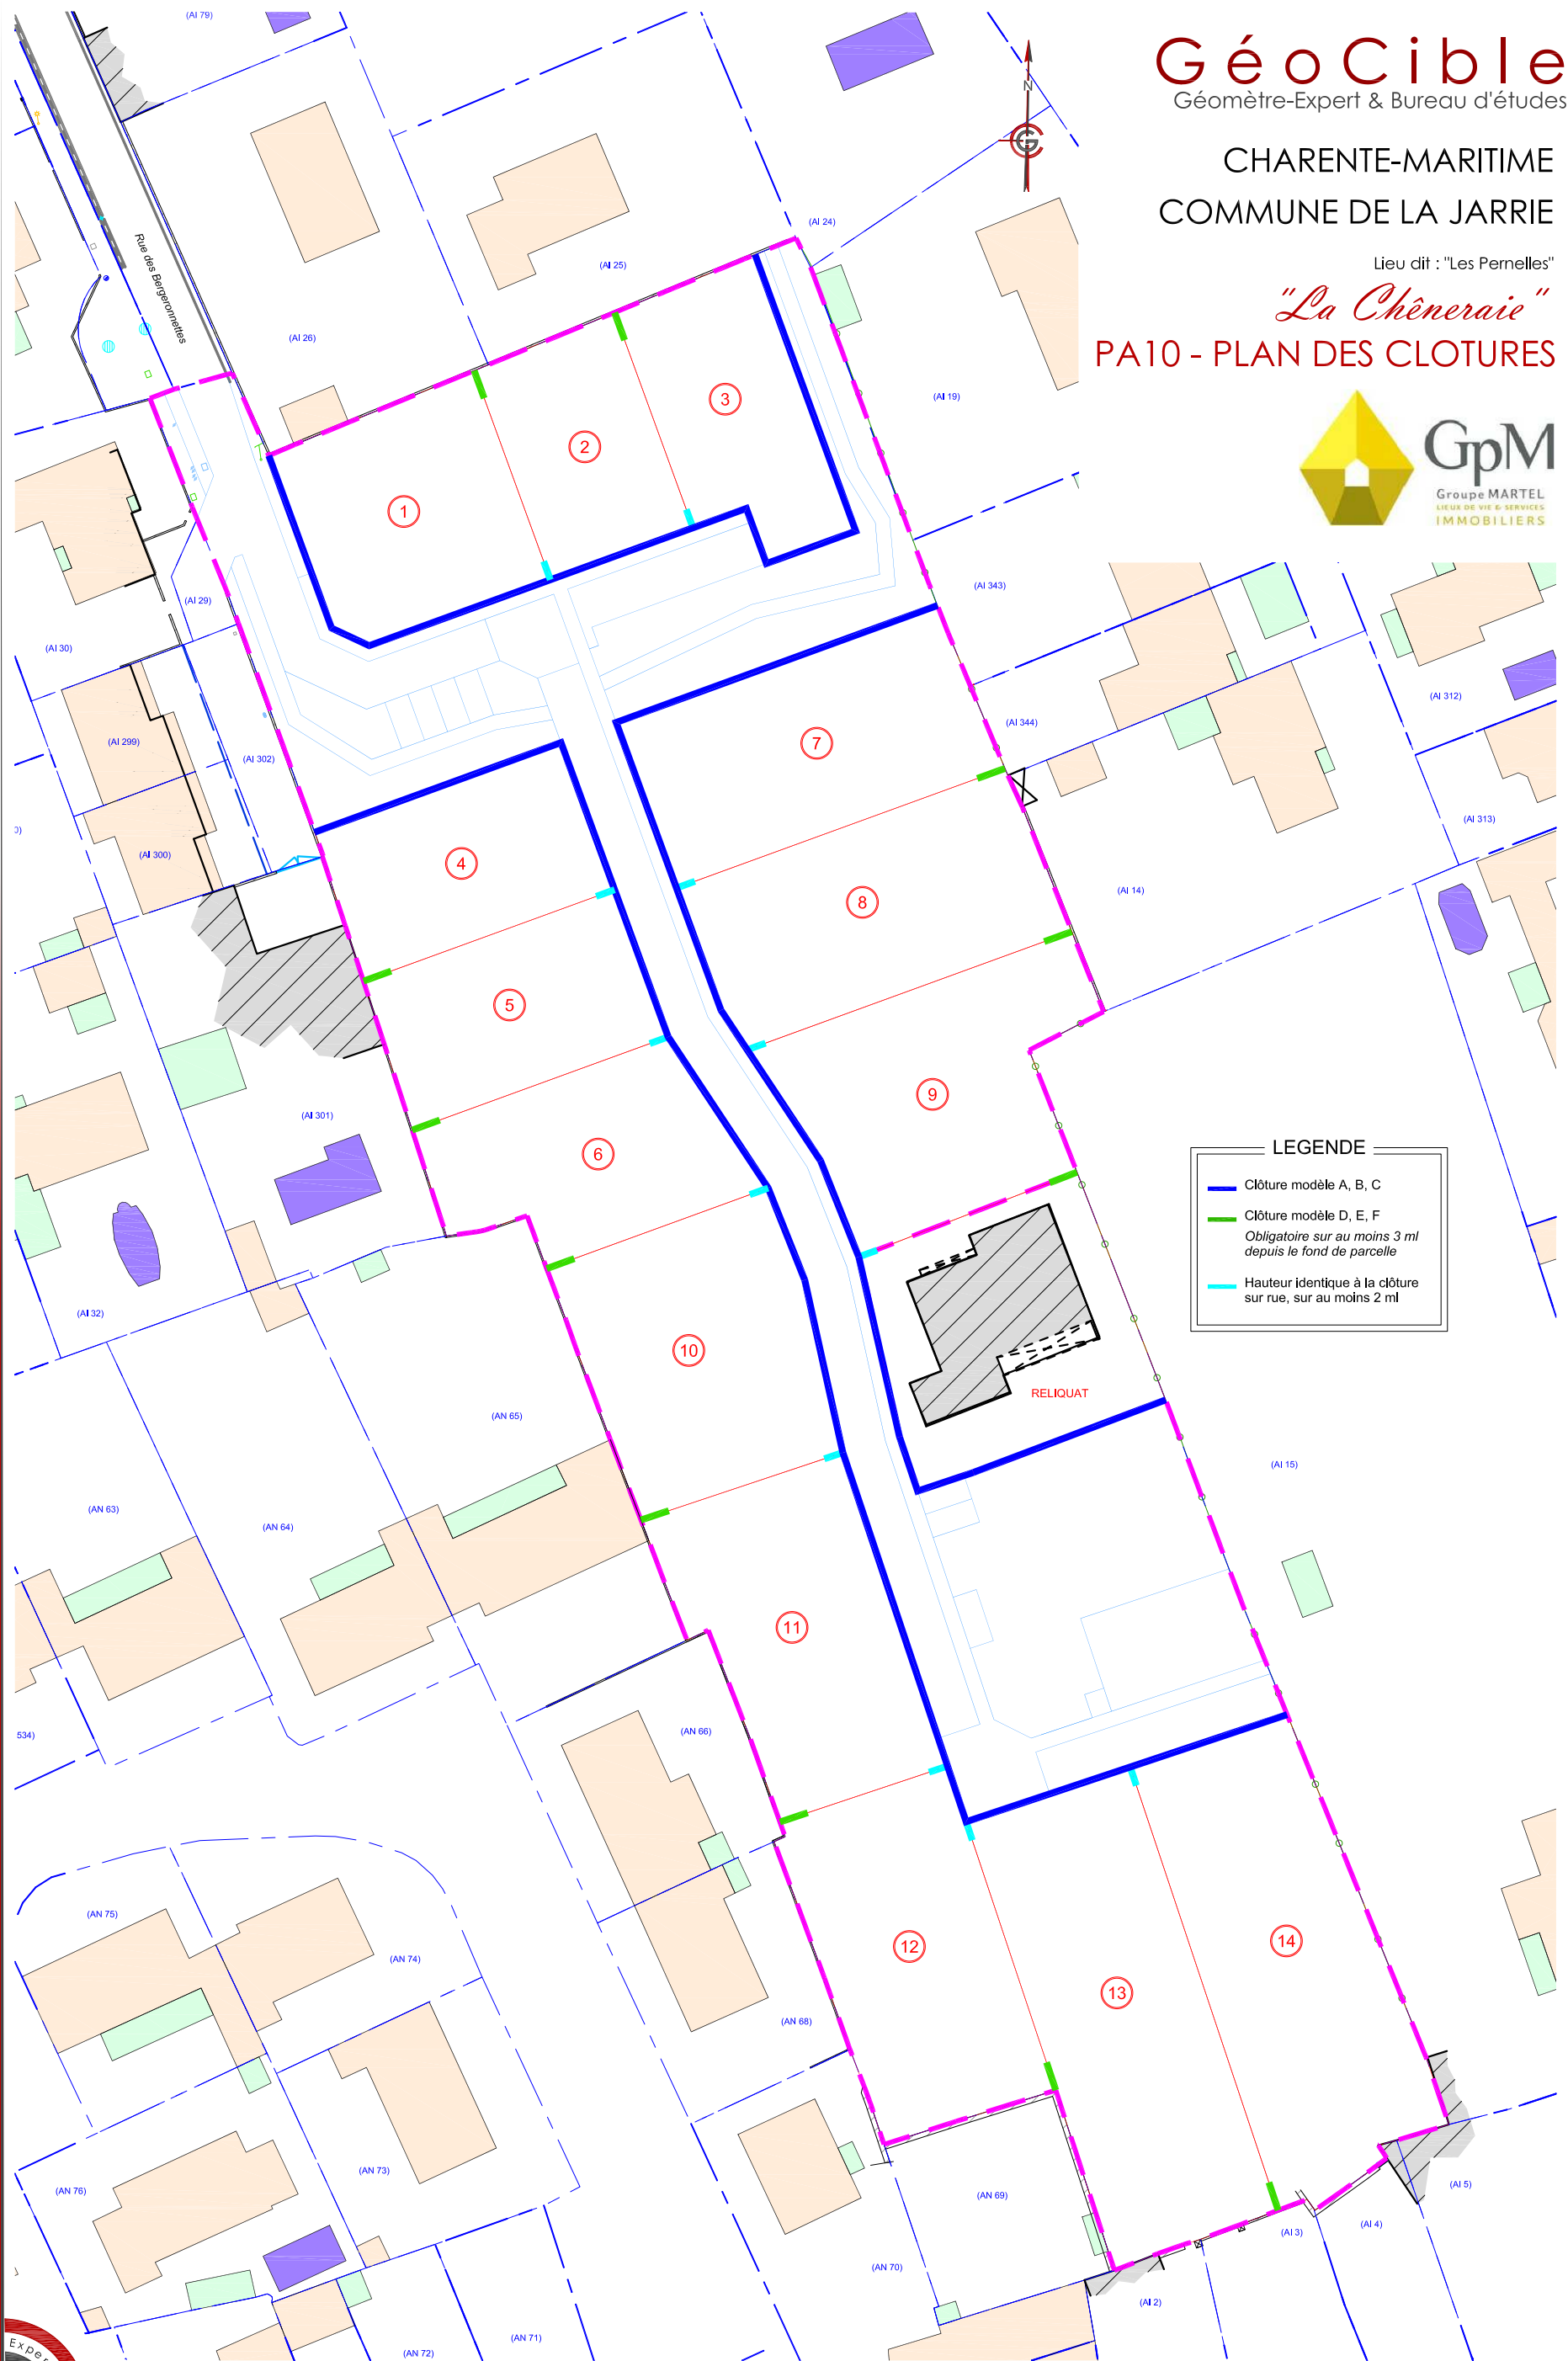 GéoCible
Géomètre-Expert & Bureau d'études
CHARENTE-MARITIME
COMMUNE DE LA JARRIE
Lieu dit : "Les Pernelles"
"La Chêneraie"
PA10 - PLAN DES CLOTURES
GpM
Groupe MARTEL
LIEUX DE VIE & SERVICES
IMMOBILIERS
N
G
(AI 79)
(AI 24)
(AI 25)
Rue des Bergeronnettes
(AI 26)
(AI 19)
3
2
1
(AI 343)
(AI 29)
(AI 30)
(AI 312)
(AI 344)
(AI 299)
7
(AI 302)
(AI 313)
0)
(AI 300)
4
(AI 14)
8
5
9
(AI 301)
6
LEGENDE
Clôture modèle A, B, C
Clôture modèle D, E, F
Obligatoire sur au moins 3 ml
depuis le fond de parcelle
Hauteur identique à la clôture
sur rue, sur au moins 2 ml
(AI 32)
10
RELIQUAT
(AN 65)
(AI 15)
(AN 63)
(AN 64)
11
534)
(AN 66)
(AN 75)
14
12
(AN 74)
13
(AN 68)
(AN 73)
(AN 76)
(AI 5)
(AN 69)
(AI 4)
(AI 3)
(AN 70)
(AI 2)
(AN 71)
(AN 72)
Exper